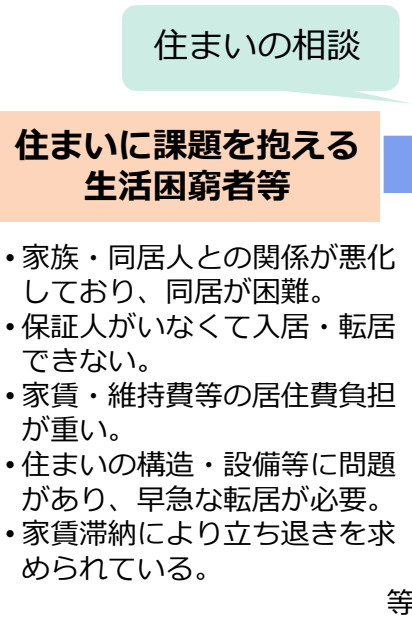 住まいの相談
住まいに課題を抱える
生活困窮者等
• 家族・同居人との関係が悪化
しており、同居が困難。
• 保証人がいなくて入居・転居
できない。
• 家賃・維持費等の居住費負担
が重い。
• 住まいの構造・設備等に問題
があり、早急な転居が必要。
• 家賃滞納により立ち退きを求
められている。
等